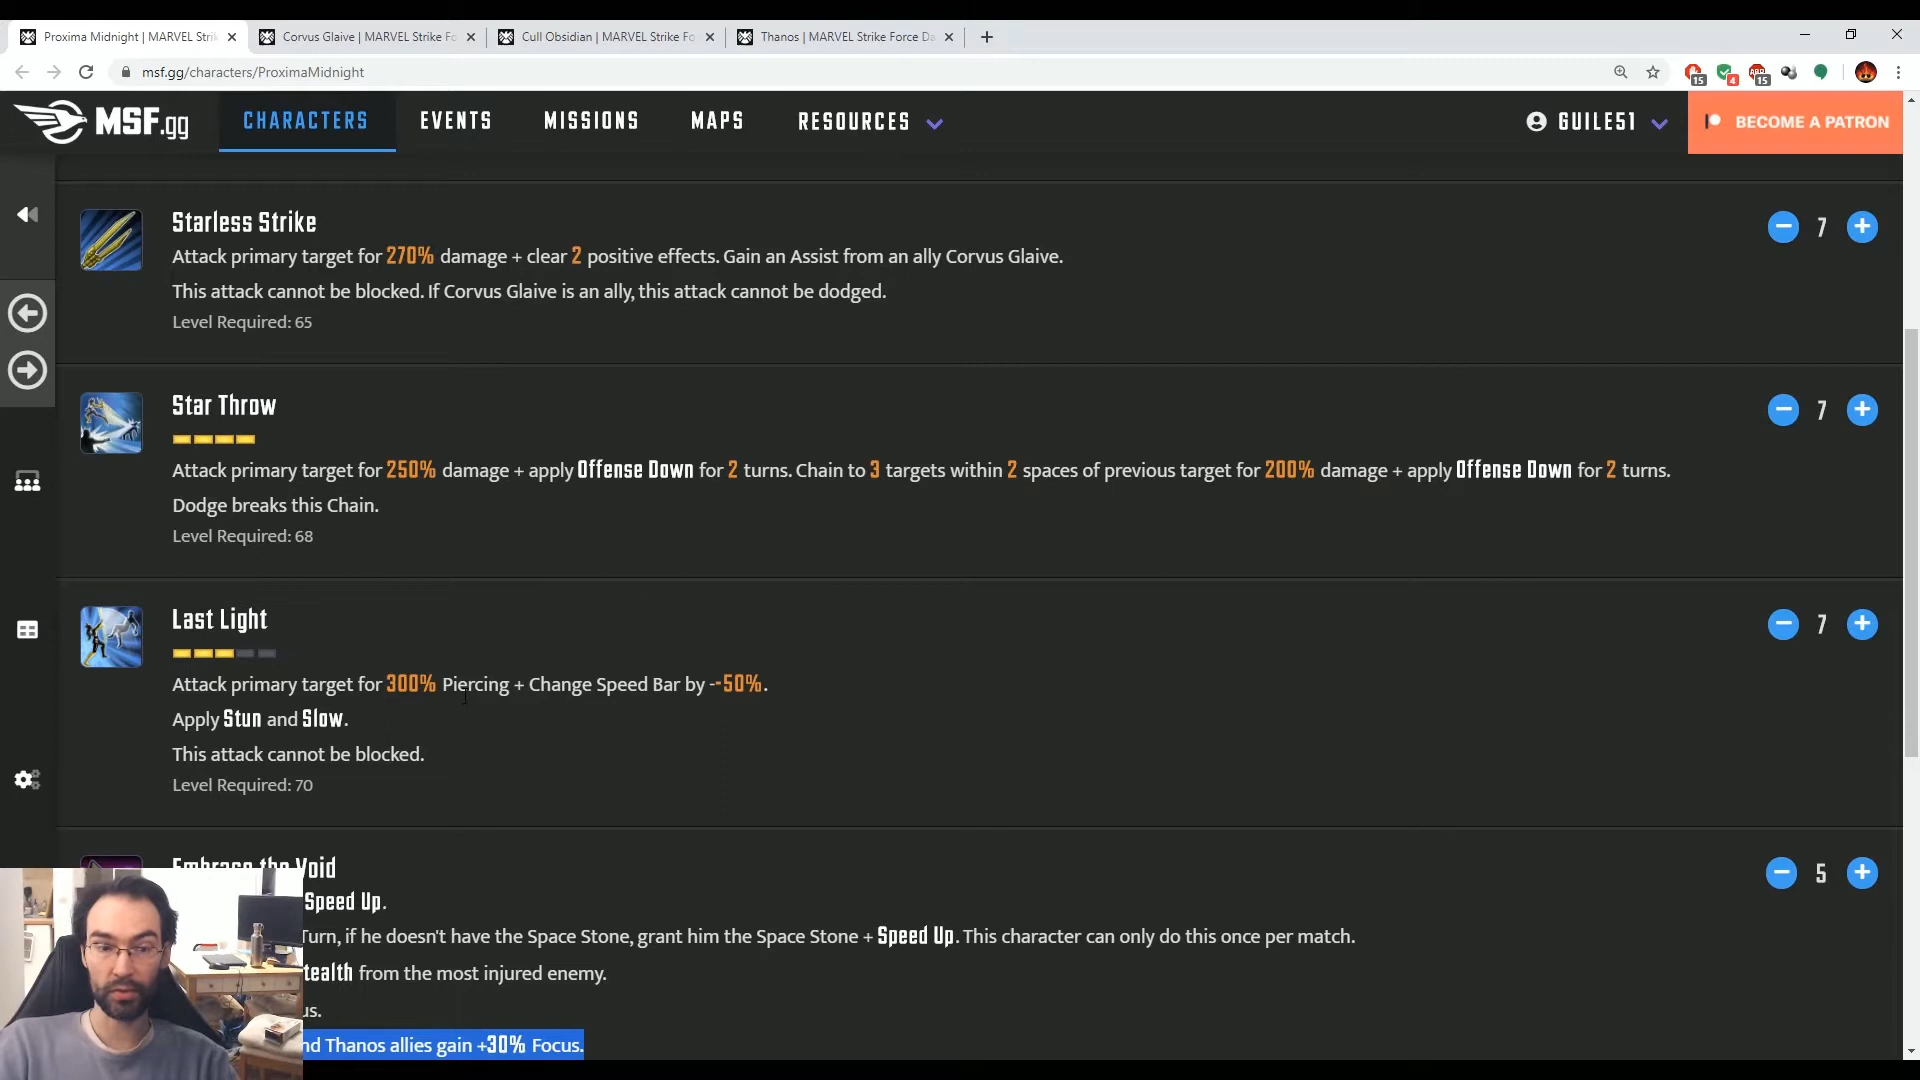 Proxima Midnight | MARVEL Strik
Corvus Glaive | MARVEL Strike Fo
Cull Obsidian | MARVEL Strike Fo
Thanos | MARVEL Strike Force Da
msf.gg/characters/ProximaMidnight
15
4
ABP
15
MSF.gg
CHARACTERS
EVENTS
MISSIONS
MAPS
RESOURCES
GUILE51
BECOME A PATRON
Starless Strike
7
Attack primary target for 270% damage + clear 2 positive effects. Gain an Assist from an ally Corvus Glaive.
This attack cannot be blocked. If Corvus Glaive is an ally, this attack cannot be dodged.
Level Required: 65
Star Throw
7
Attack primary target for 250% damage + apply Offense Down for 2 turns. Chain to 3 targets within 2 spaces of previous target for 200% damage + apply Offense Down for 2 turns.
Dodge breaks this Chain.
Level Required: 68
Last Light
7
Attack primary target for 300% Piercing + Change Speed Bar by --50%.
Apply Stun and Slow.
This attack cannot be blocked.
Level Required: 70
Embrace the Void
5
Speed Up.
Turn, if he doesn't have the Space Stone, grant him the Space Stone + Speed Up. This character can only do this once per match.
tealth from the most injured enemy.
us.
nd Thanos allies gain +30% Focus.